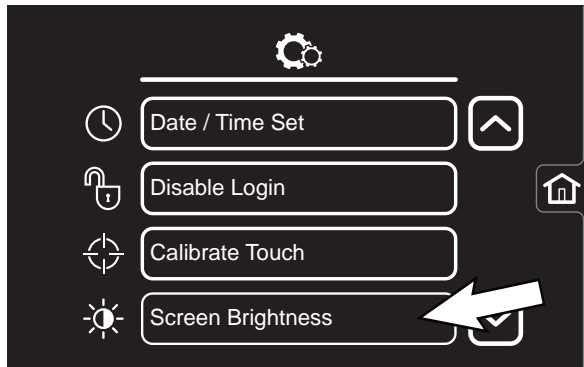 Date / Time Set
Disable Login
Calibrate Touch
Screen Brightness